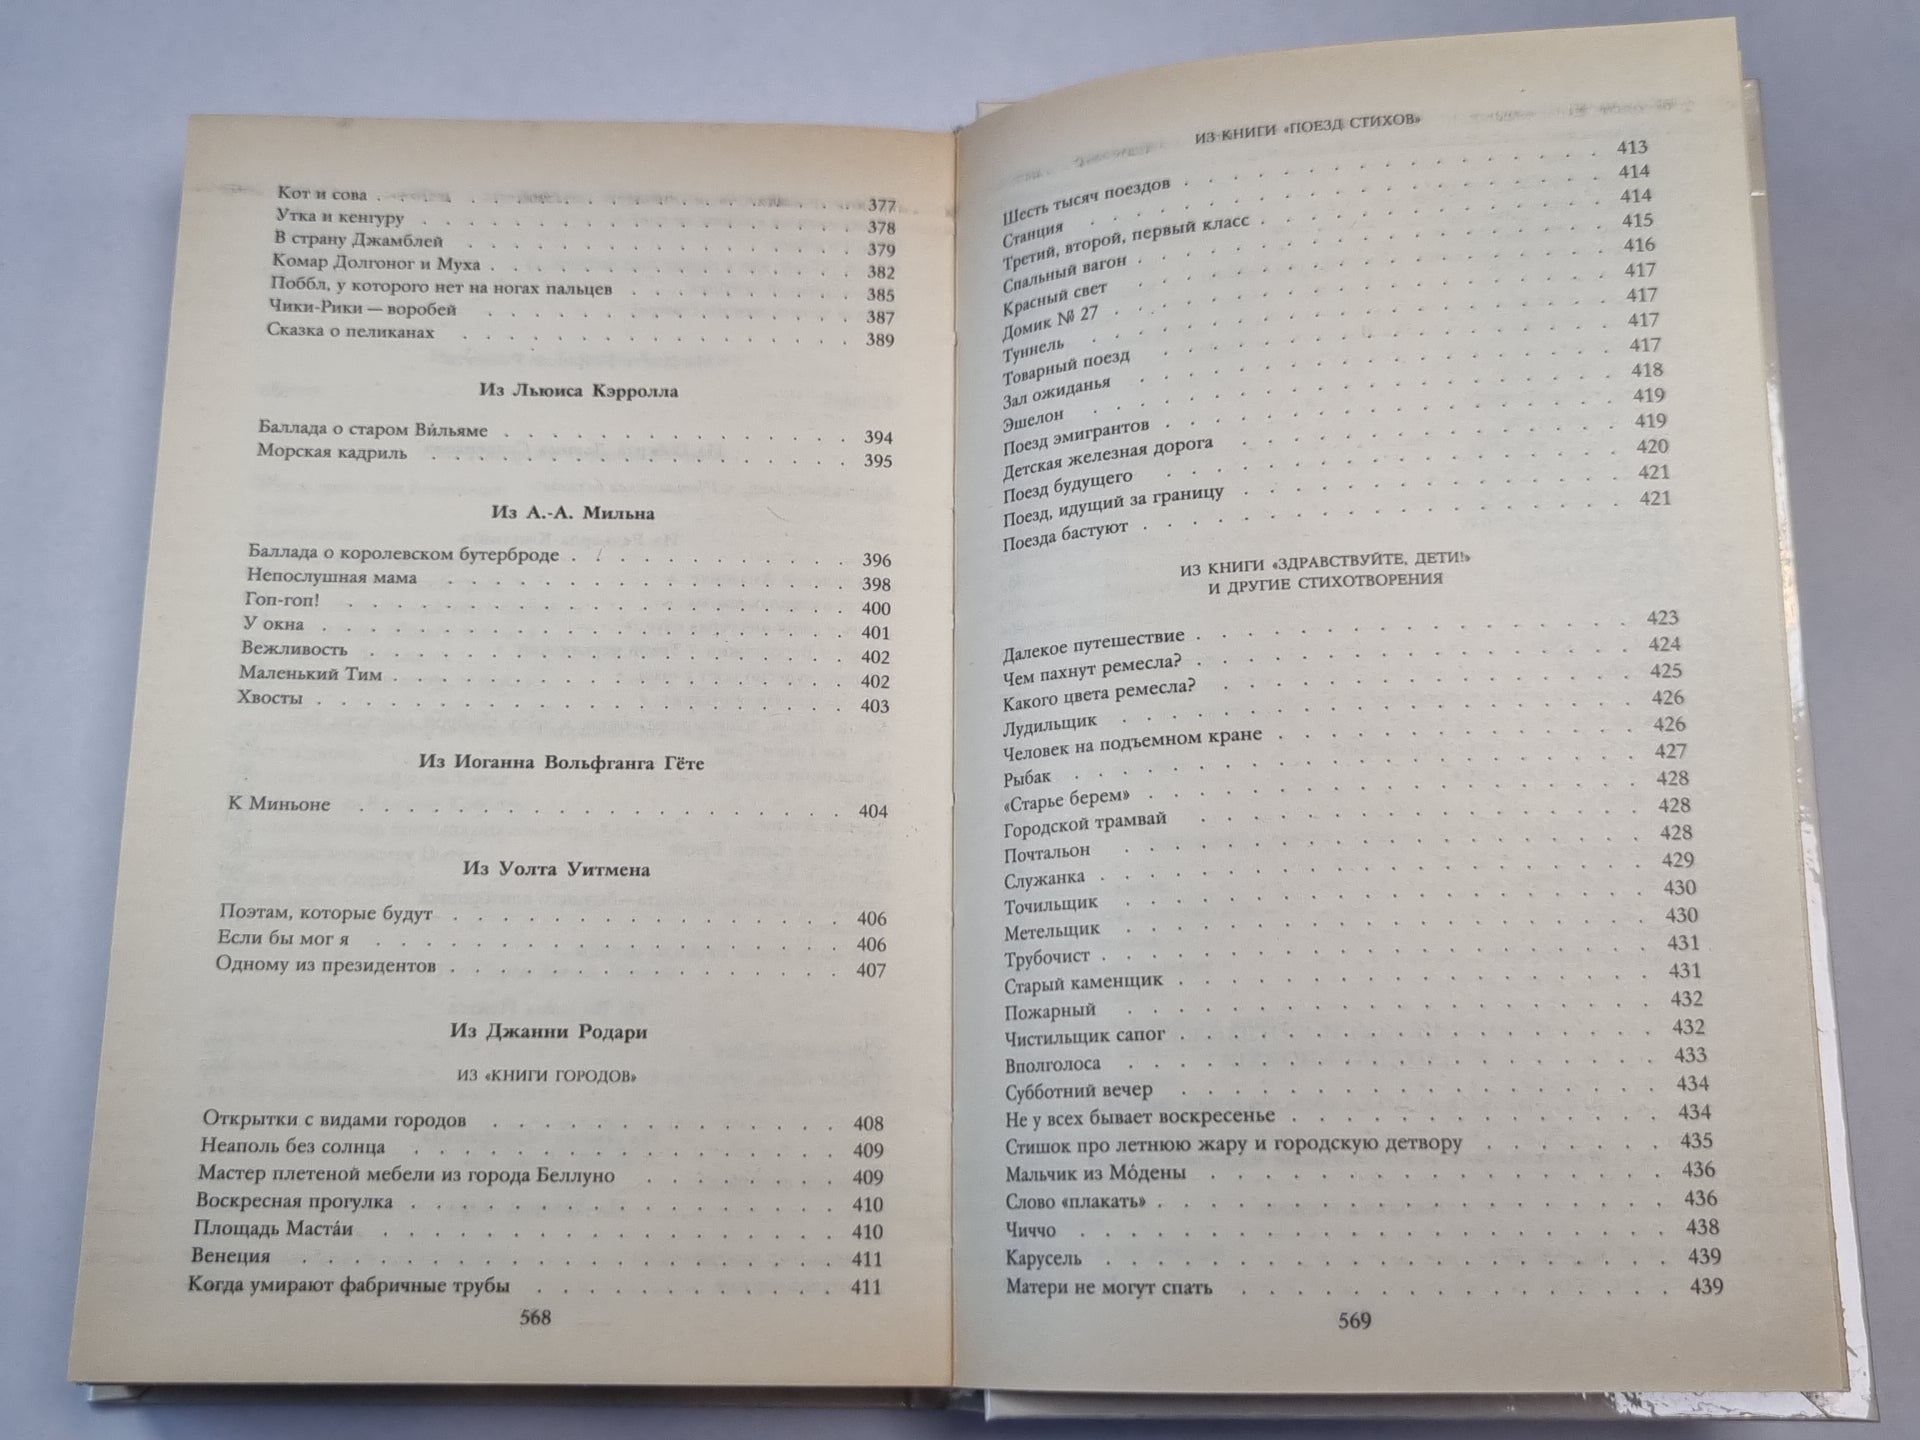 Кот и сова . . . . . . . . . . . . . . . . . . 377
Утка и кенгуру . . . . . . . . . . . . . . . . 378
В страну Джамблей . . . . . . . . . . . . . . 379
Комар Долгоног и Муха . . . . . . . . . . . . 382
Поббл, у которого нет на ногах пальцев . . . . . . 385
Чики-Рики — воробей . . . . . . . . . . . . . 387
Сказка о пеликанах . . . . . . . . . . . . . . 389
Из Льюиса Кэрролла
Баллада о старом Ви́льяме . . . . . . . . . . . 394
Морская кадриль . . . . . . . . . . . . . . . 395
Из А.-А. Мильна
Баллада о королевском бутерброде . . . . . . . . 396
Непослушная мама . . . . . . . . . . . . . . 398
Гоп-гоп! . . . . . . . . . . . . . . . . . . 400
У окна . . . . . . . . . . . . . . . . . . . 401
Вежливость . . . . . . . . . . . . . . . . . 402
Маленький Тим . . . . . . . . . . . . . . . . 402
Хвосты . . . . . . . . . . . . . . . . . . . 403
Из Иоганна Вольфганга Гёте
К Миньоне . . . . . . . . . . . . . . . . . . 404
Из Уолта Уитмена
Поэтам, которые будут . . . . . . . . . . . . . 406
Если бы мог я . . . . . . . . . . . . . . . . 406
Одному из президентов . . . . . . . . . . . . . 407
Из Джанни Родари
ИЗ «КНИГИ ГОРОДОВ»
Открытки с видами городов . . . . . . . . . . . 408
Неаполь без солнца . . . . . . . . . . . . . . 409
Мастер плетеной мебели из города Беллуно . . . . . 409
Воскресная прогулка . . . . . . . . . . . . . . 410
Площадь Маста́и . . . . . . . . . . . . . . . 410
Венеция . . . . . . . . . . . . . . . . . . . 411
Когда умирают фабричные трубы . . . . . . . . . 411
568
ИЗ КНИГИ «ПОЕЗД СТИХОВ»
Шесть тысяч поездов . . . . . . . . . . . . . . 413
Станция . . . . . . . . . . . . . . . . . . . 414
Третий, второй, первый класс . . . . . . . . . . 414
Спальный вагон . . . . . . . . . . . . . . . . 415
Красный свет . . . . . . . . . . . . . . . . . 416
Домик № 27 . . . . . . . . . . . . . . . . . 417
Туннель . . . . . . . . . . . . . . . . . . . 417
Товарный поезд . . . . . . . . . . . . . . . . 417
Зал ожиданья . . . . . . . . . . . . . . . . . 417
Эшелон . . . . . . . . . . . . . . . . . . . 418
Поезд эмигрантов . . . . . . . . . . . . . . . 419
Детская железная дорога . . . . . . . . . . . . 419
Поезд будущего . . . . . . . . . . . . . . . . 420
Поезд, идущий за границу . . . . . . . . . . . . 421
Поезда бастуют . . . . . . . . . . . . . . . . 421
ИЗ КНИГИ «ЗДРАВСТВУЙТЕ, ДЕТИ!»
И ДРУГИЕ СТИХОТВОРЕНИЯ
Далекое путешествие . . . . . . . . . . . . . . 423
Чем пахнут ремесла? . . . . . . . . . . . . . . 424
Какого цвета ремесла? . . . . . . . . . . . . . 425
Лудильщик . . . . . . . . . . . . . . . . . . 426
Человек на подъемном кране . . . . . . . . . . . 426
Рыбак . . . . . . . . . . . . . . . . . . . . 427
«Старье берем» . . . . . . . . . . . . . . . . 428
Городской трамвай . . . . . . . . . . . . . . . 428
Почтальон . . . . . . . . . . . . . . . . . . 428
Служанка . . . . . . . . . . . . . . . . . . 429
Точильщик . . . . . . . . . . . . . . . . . . 430
Метельщик . . . . . . . . . . . . . . . . . . 430
Трубочист . . . . . . . . . . . . . . . . . . 431
Старый каменщик . . . . . . . . . . . . . . . 431
Пожарный . . . . . . . . . . . . . . . . . . 432
Чистильщик сапог . . . . . . . . . . . . . . . 432
Вполголоса . . . . . . . . . . . . . . . . . . 433
Субботний вечер . . . . . . . . . . . . . . . . 434
Не у всех бывает воскресенье . . . . . . . . . . 434
Стишок про летнюю жару и городскую детвору . . . . 435
Мальчик из Мо́дены . . . . . . . . . . . . . . 436
Слово «плакать» . . . . . . . . . . . . . . . . 436
Чиччо . . . . . . . . . . . . . . . . . . . . 438
Карусель . . . . . . . . . . . . . . . . . . . 439
Матери не могут спать . . . . . . . . . . . . . 439
569